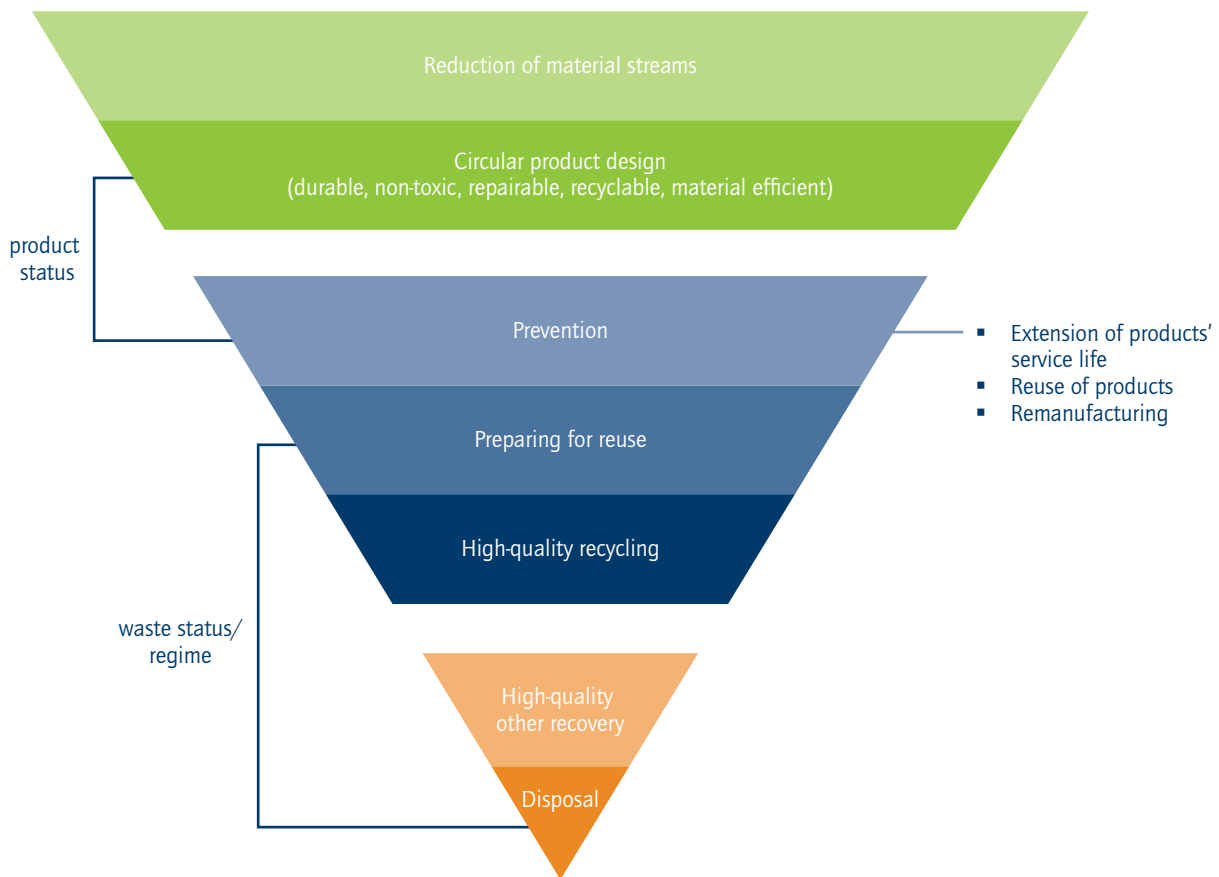 Reduction of material streams
Circular product design
(durable, non-toxic, repairable, recyclable, material efficient)
product
status
Prevention
▪ Extension of products’
service life
▪ Reuse of products
▪ Remanufacturing
Preparing for reuse
High-quality recycling
waste status/
regime
High-quality
other recovery
Disposal